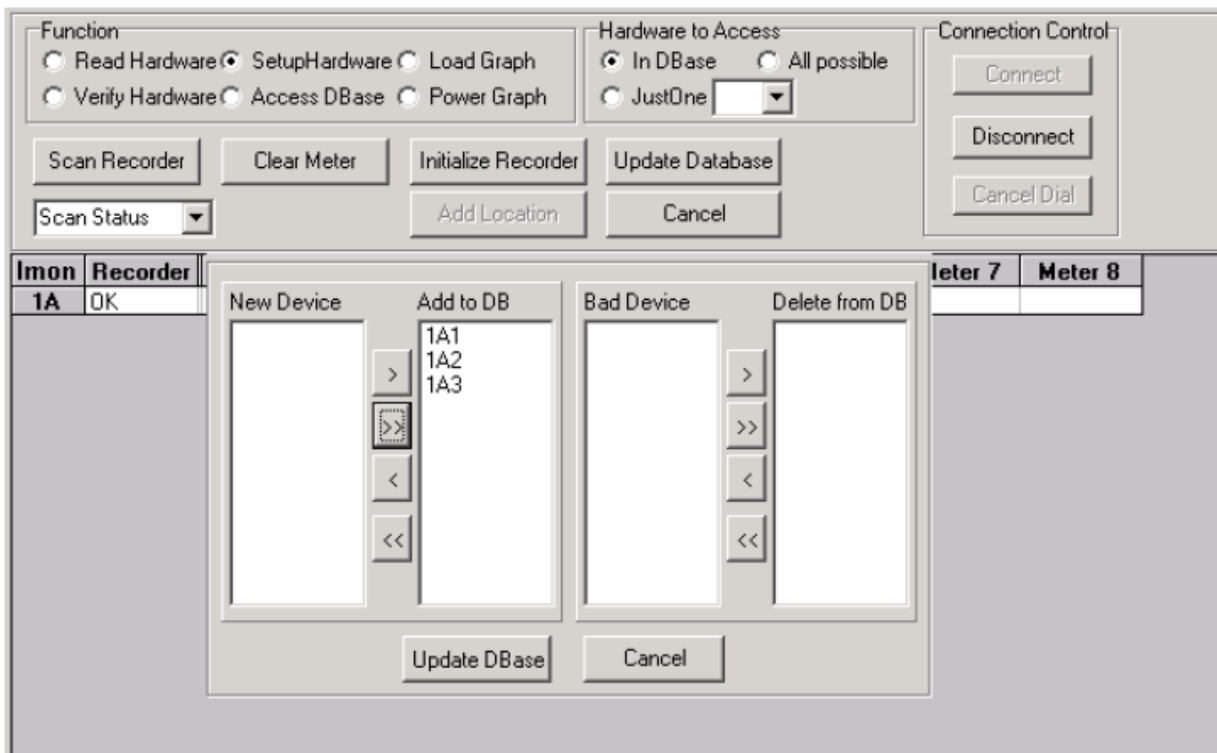 Function
Read Hardware SetupHardware Load Graph
Verify Hardware Access DBase Power Graph
Hardware to Access
In DBase All possible
JustOne
Connection Control
Connect
Disconnect
Cancel Dial
Scan Recorder Clear Meter Initialize Recorder Update Database
Scan Status Add Location Cancel
Imon Recorder leter 7 Meter 8
1A OK
New Device Add to DB Bad Device Delete from DB
1A1
1A2
1A3
> >
>> >>
< <
<< <<
Update DBase Cancel